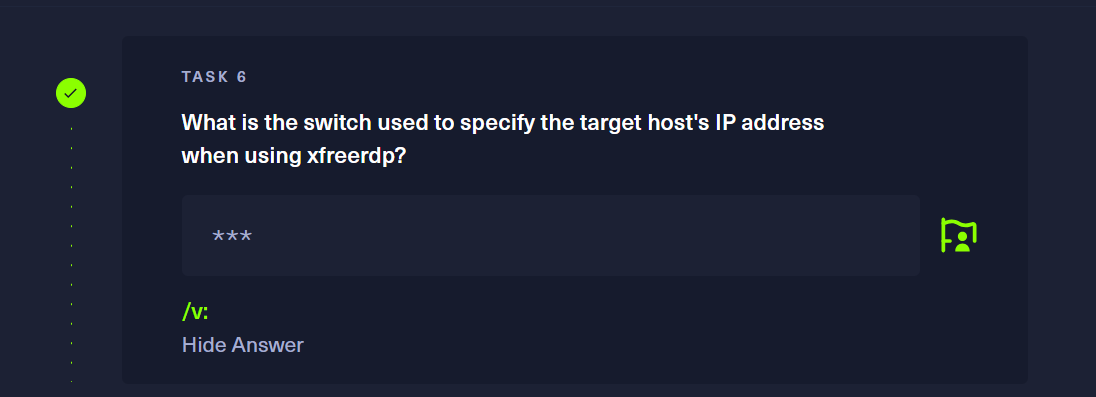 TASK 6
What is the switch used to specify the target host's IP address
when using xfreerdp?
***
/v:
Hide Answer